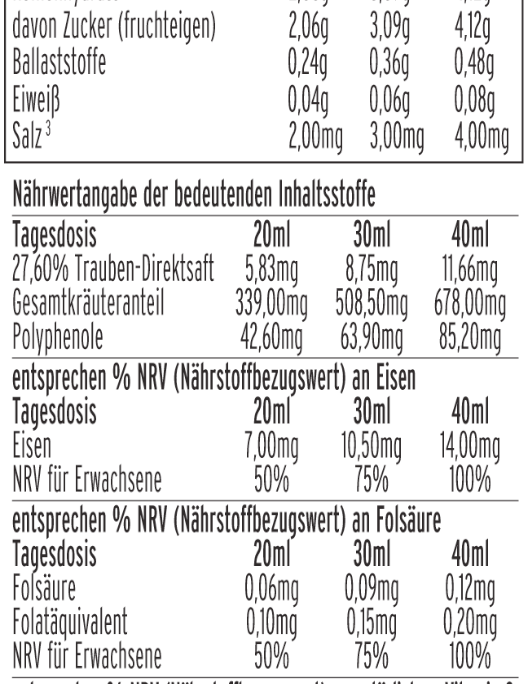 davon Zucker (fruchteigen) 2,06g 3,09g 4,12g
Ballaststoffe 0,24g 0,36g 0,48g
Eiweiß 0,04g 0,06g 0,08g
Salz ³ 2,00mg 3,00mg 4,00mg
Nährwertangabe der bedeutenden Inhaltsstoffe
Tagesdosis 20ml 30ml 40ml
27,60% Trauben-Direktsaft 5,83mg 8,75mg 11,66mg
Gesamtkräuteranteil 339,00mg 508,50mg 678,00mg
Polyphenole 42,60mg 63,90mg 85,20mg
entsprechen % NRV (Nährstoffbezugswert) an Eisen
Tagesdosis 20ml 30ml 40ml
Eisen 7,00mg 10,50mg 14,00mg
NRV für Erwachsene 50% 75% 100%
entsprechen % NRV (Nährstoffbezugswert) an Folsäure
Tagesdosis 20ml 30ml 40ml
Folsäure 0,06mg 0,09mg 0,12mg
Folatäquivalent 0,10mg 0,15mg 0,20mg
NRV für Erwachsene 50% 75% 100%